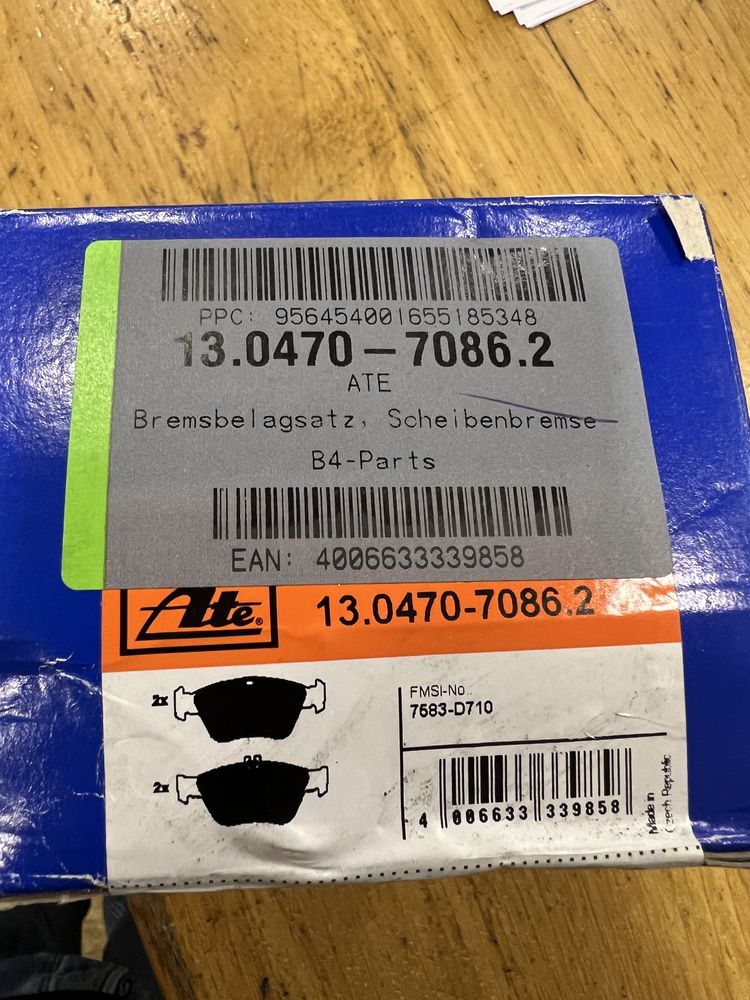 PPC: 956454001655185348
13.0470-7086.2
ATE
Bremsbelagsatz, Scheibenbremse
B4-Parts
EAN: 4006633339858
Ate®
13.0470-7086.2
2x
FMSI-No.:
7583-D710
2x
4 006633 339858
Made in
Czech Republic